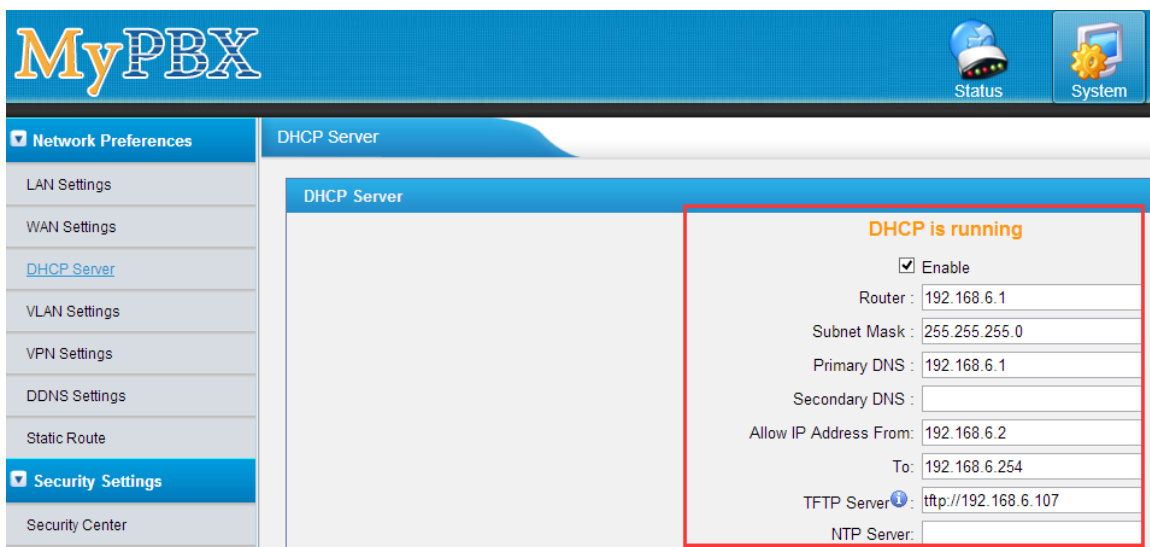 MyPBX
Status
System
Network Preferences
LAN Settings
WAN Settings
DHCP Server
VLAN Settings
VPN Settings
DDNS Settings
Static Route
Security Settings
Security Center
DHCP Server
DHCP Server
DHCP is running
Enable
Router : 192.168.6.1
Subnet Mask : 255.255.255.0
Primary DNS : 192.168.6.1
Secondary DNS :
Allow IP Address From: 192.168.6.2
To: 192.168.6.254
TFTP Server : tftp://192.168.6.107
NTP Server: